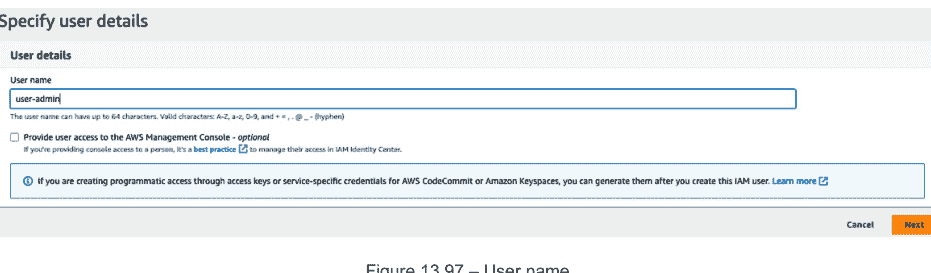 Specify user details
User details
User name
user-admin
The user name can have up to 64 characters. Valid characters: A-Z, a-z, 0-9, and + = , . @ _ - (hyphen)
Provide user access to the AWS Management Console - optional
If you're providing console access to a person, it's a best practice to manage their access in IAM Identity Center.
If you are creating programmatic access through access keys or service-specific credentials for AWS CodeCommit or Amazon Keyspaces, you can generate them after you create this IAM user. Learn more
Cancel Next
Figure 13.97 – User name